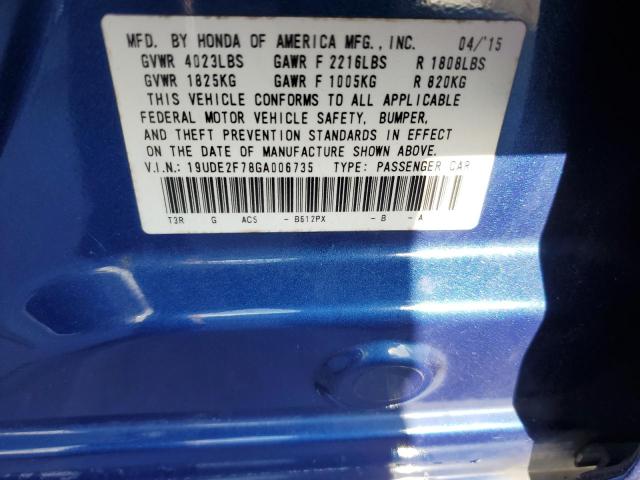 MFD. BY HONDA OF AMERICA MFG., INC. 04/'15
GVWR 4023LBS GAWR F 2216LBS R 1808LBS
GVWR 1825KG GAWR F 1005KG R 820KG
THIS VEHICLE CONFORMS TO ALL APPLICABLE
FEDERAL MOTOR VEHICLE SAFETY, BUMPER,
AND THEFT PREVENTION STANDARDS IN EFFECT
ON THE DATE OF MANUFACTURE SHOWN ABOVE.
V.I.N.: 19UDE2F78GA006735 TYPE: PASSENGER CAR
T3R G AC5 - B612PX - B - A